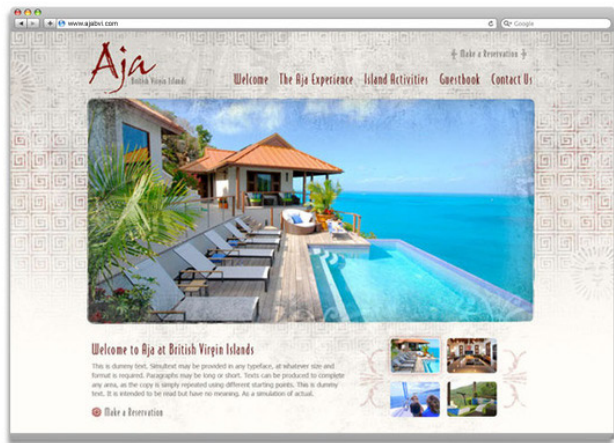 www.ajabvi.com
Google
Aja
British Virgin Islands
Make a Reservation
Welcome The Aja Experience Island Activities Guestbook Contact Us
Welcome to Aja at British Virgin Islands
This is dummy text. Simultext may be provided in any typeface, at whatever size and
format is required. Paragraphs may be long or short. Texts can be produced to complete
any area, as the copy is simply repeated using different starting points. This is dummy
text. It is intended to be read but have no meaning. As a simulation of actual.
Make a Reservation